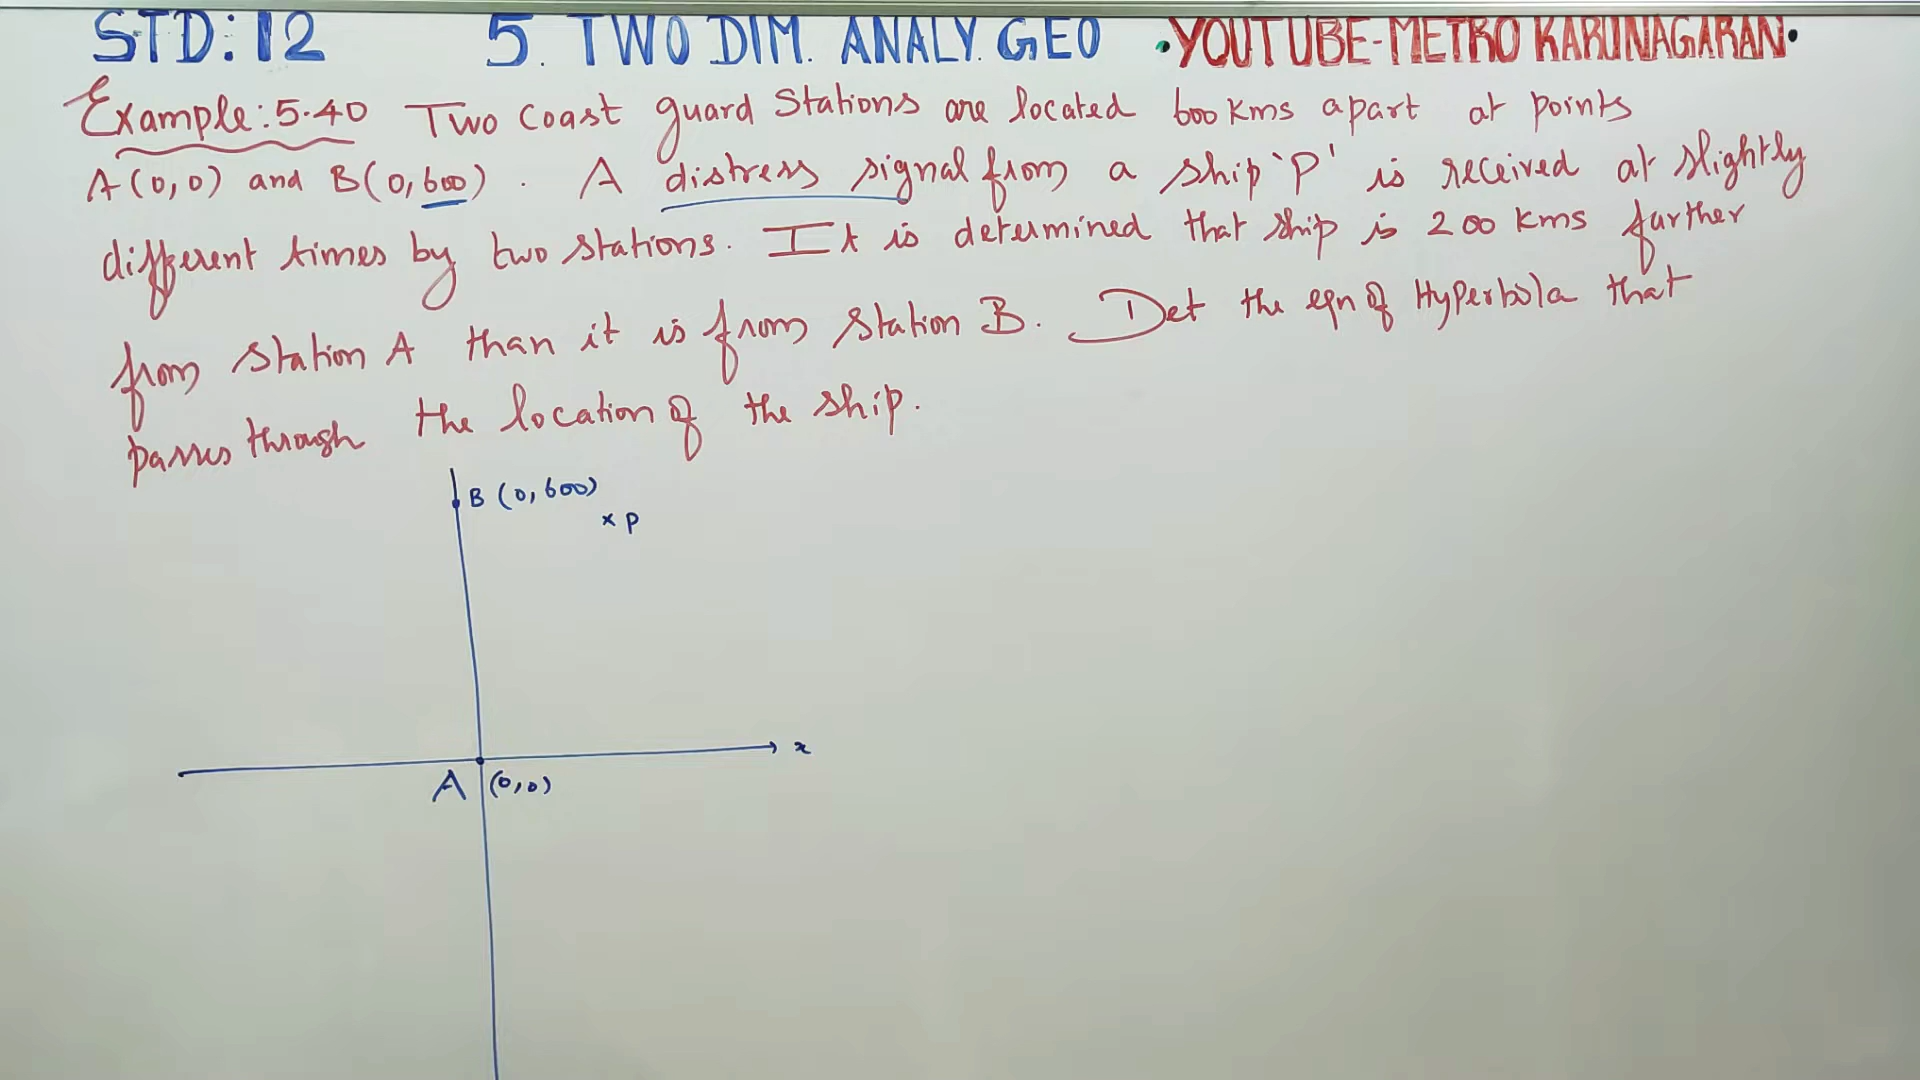 STD: 12 5. TWO DIM. ANALY. GEO • YOUTUBE-METRO KARUNAGARAN •
Example: 5.40 Two Coast guard Stations are located 600 kms apart at points
A(0,0) and B(0,600). A distress signal from a ship 'P' is received at slightly
different times by two stations. It is determined that ship is 200 kms further
from station A than it is from station B. Det the eqn of Hyperbola that
passes through the location of the ship.
B (0,600)
x P
x
A (0,0)